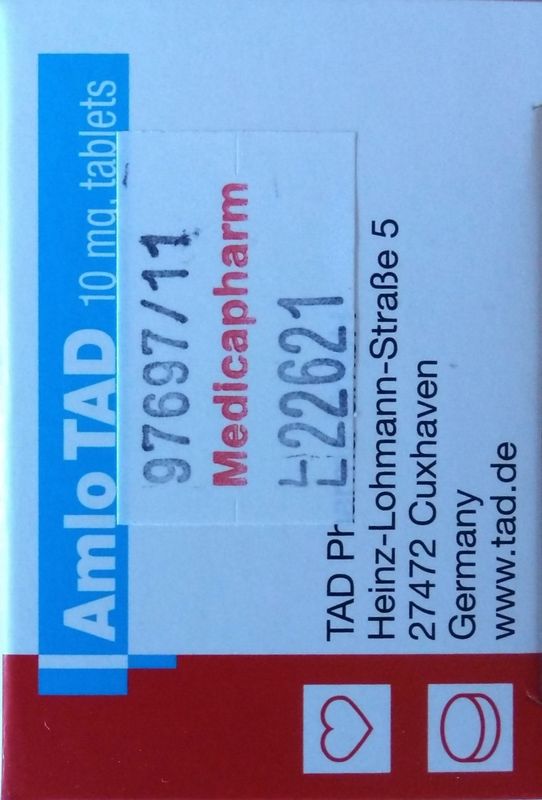 Amlo TAD 10 mg, tablets
97697/11
Medicapharm
22621
TAD
Heinz-Lohmann-Straße 5
27472 Cuxhaven
Germany
www.tad.de